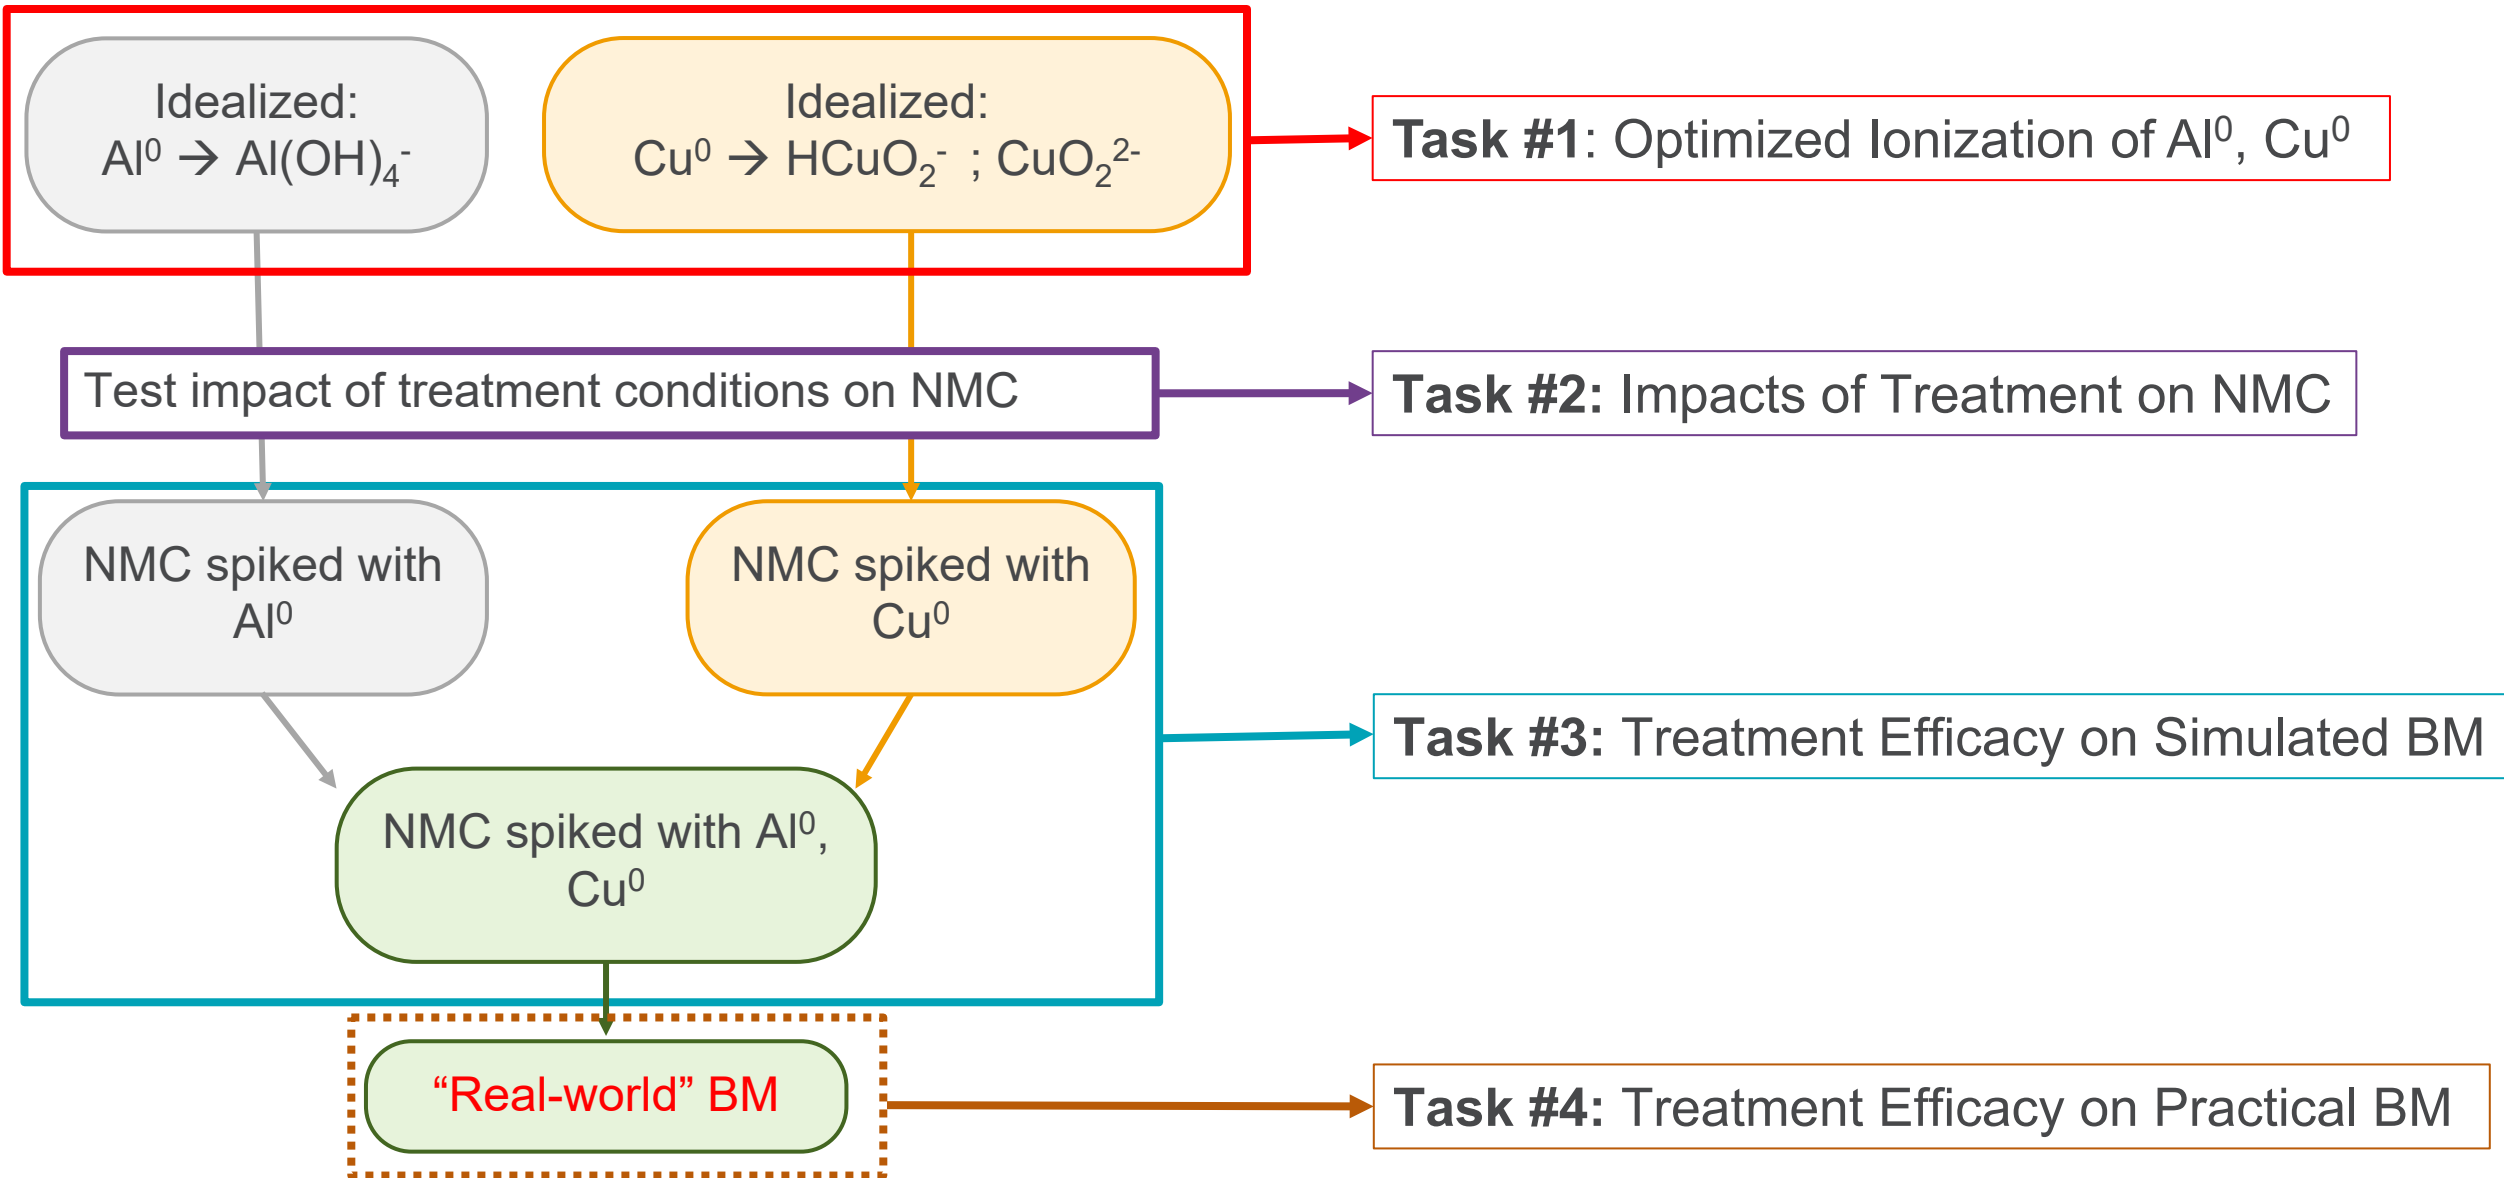 Idealized:
Al⁰ → Al(OH)₄⁻
Idealized:
Cu⁰ → HCuO₂⁻ ; CuO₂²⁻
Task #1: Optimized Ionization of Al⁰, Cu⁰
Test impact of treatment conditions on NMC
Task #2: Impacts of Treatment on NMC
NMC spiked with
Al⁰
NMC spiked with
Cu⁰
Task #3: Treatment Efficacy on Simulated BM
NMC spiked with Al⁰,
Cu⁰
“Real-world” BM
Task #4: Treatment Efficacy on Practical BM